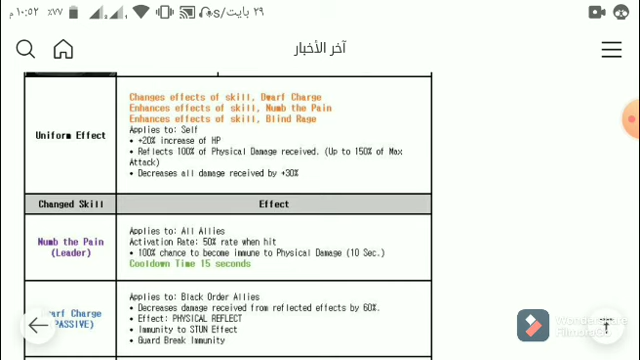 ١٠:٥٢ م
٪٧٧
٢٩ بايت/s
آخر الأخبار
Changes effects of skill, Dwarf Charge
Enhances effects of skill, Numb the Pain
Enhances effects of skill, Blind Rage
Uniform Effect
Applies to: Self
• +20% increase of HP
• Reflects 100% of Physical Damage received. (Up to 150% of Max
Attack)
• Decreases all damage received by +30%
Changed Skill
Effect
Numb the Pain
(Leader)
Applies to: All Allies
Activation Rate: 50% rate when hit
• 100% chance to become immune to Physical Damage (10 Sec.)
Cooldown Time 15 seconds
warf Charge
PASSIVE)
Applies to: Black Order Allies
• Decreases damage received from reflected effects by 60%.
• Effect: PHYSICAL REFLECT
• Immunity to STUN Effect
• Guard Break Immunity
Wondershare